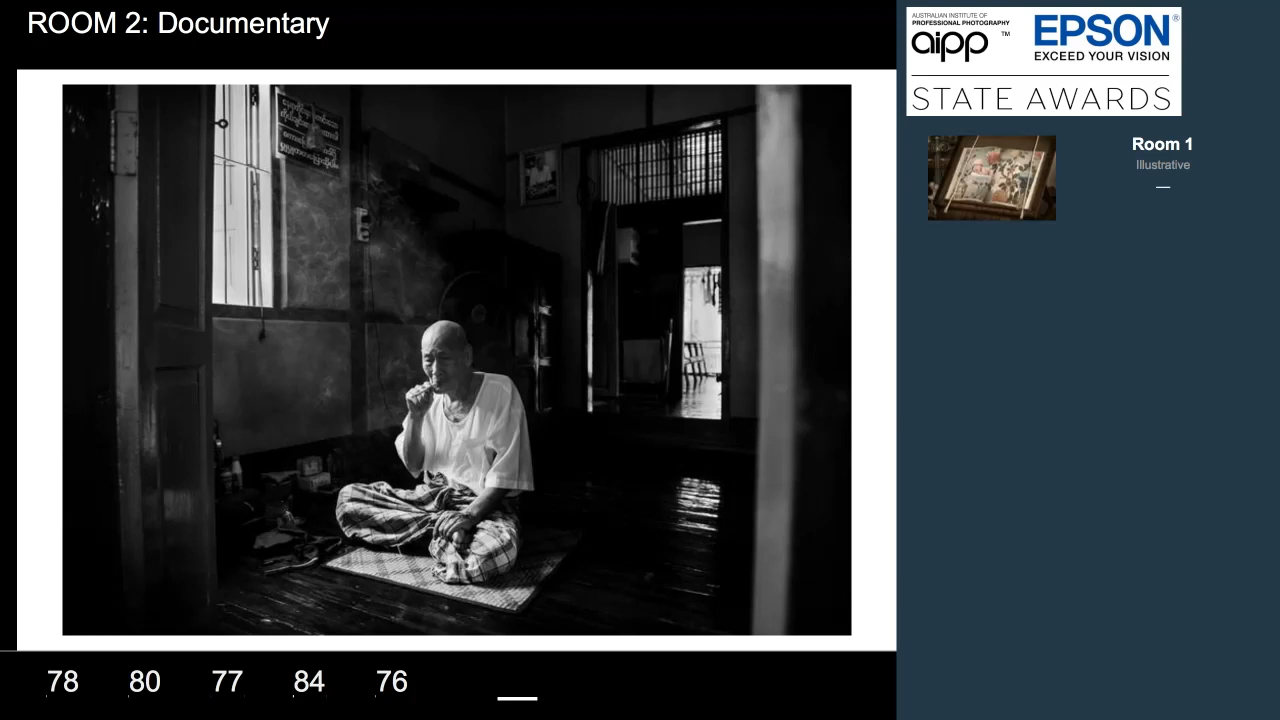 ROOM 2: Documentary
AUSTRALIAN INSTITUTE OF
PROFESSIONAL PHOTOGRAPHY
aipp TM
EPSON®
EXCEED YOUR VISION
STATE AWARDS
Room 1
Illustrative
—
78 80 77 84 76 —